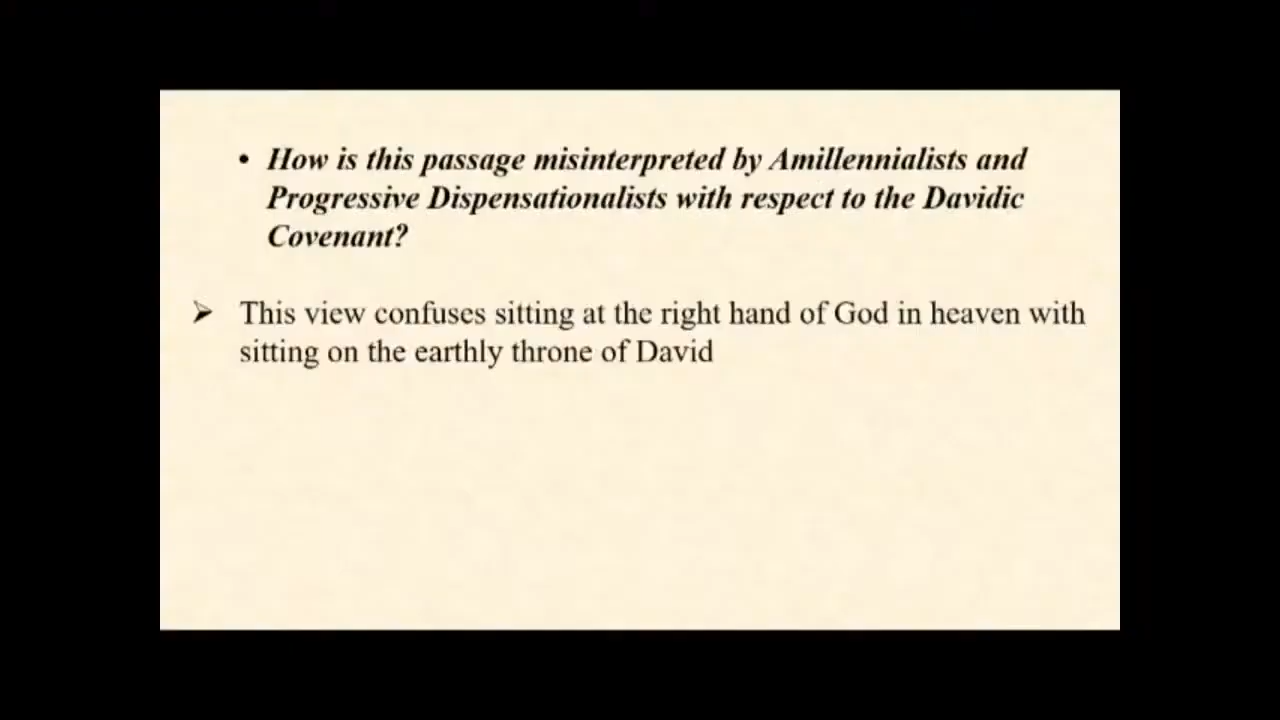 • How is this passage misinterpreted by Amillennialists and
Progressive Dispensationalists with respect to the Davidic
Covenant?
➢ This view confuses sitting at the right hand of God in heaven with
sitting on the earthly throne of David